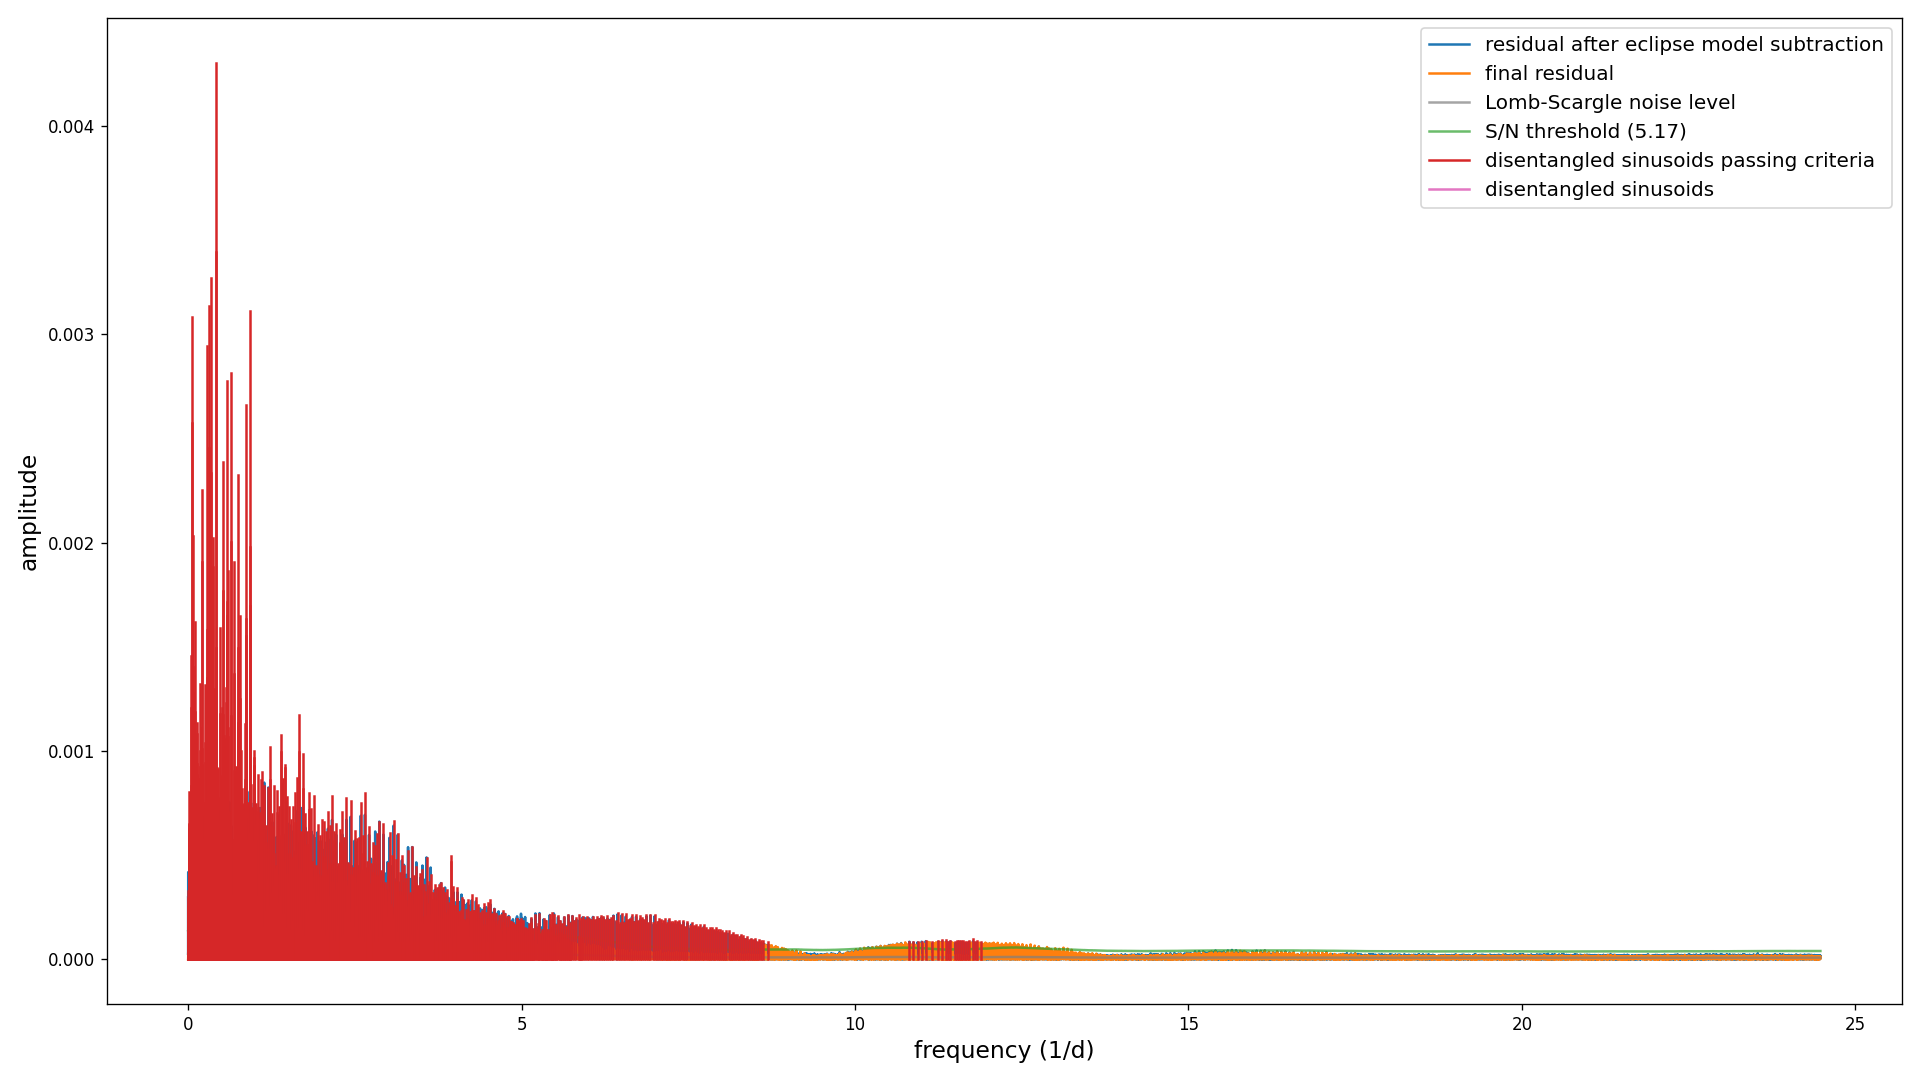 residual after eclipse model subtraction
final residual
Lomb-Scargle noise level
S/N threshold (5.17)
disentangled sinusoids passing criteria
disentangled sinusoids
amplitude
0.004
0.003
0.002
0.001
0.000
0 5 10 15 20 25
frequency (1/d)